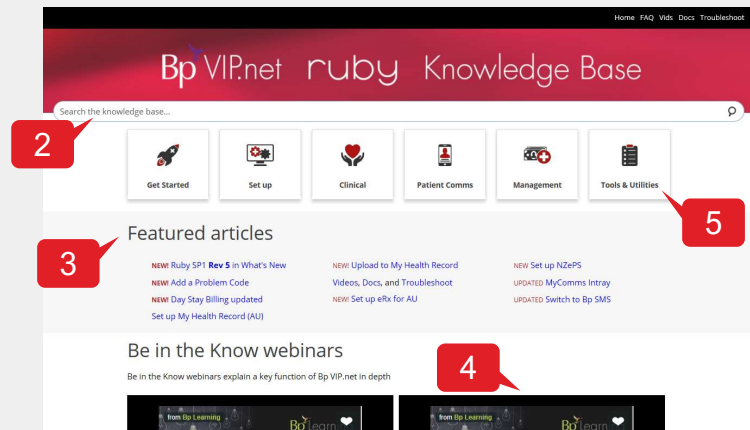 Home FAQ Vids Docs Troubleshoot
Bp VIP.net ruby Knowledge Base
Search the knowledge base...
2
Get Started
Set up
Clinical
Patient Comms
Management
Tools & Utilities
5
3
Featured articles
NEW! Ruby SP1 Rev 5 in What's New
NEW! Add a Problem Code
NEW! Day Stay Billing updated
Set up My Health Record (AU)
NEW! Upload to My Health Record
Videos, Docs, and Troubleshoot
NEW! Set up eRx for AU
NEW Set up NZePS
UPDATED MyComms Intray
UPDATED Switch to Bp SMS
Be in the Know webinars
4
Be in the Know webinars explain a key function of Bp VIP.net in depth
from Bp Learning
Bp Learn
from Bp Learning
Bp Learn